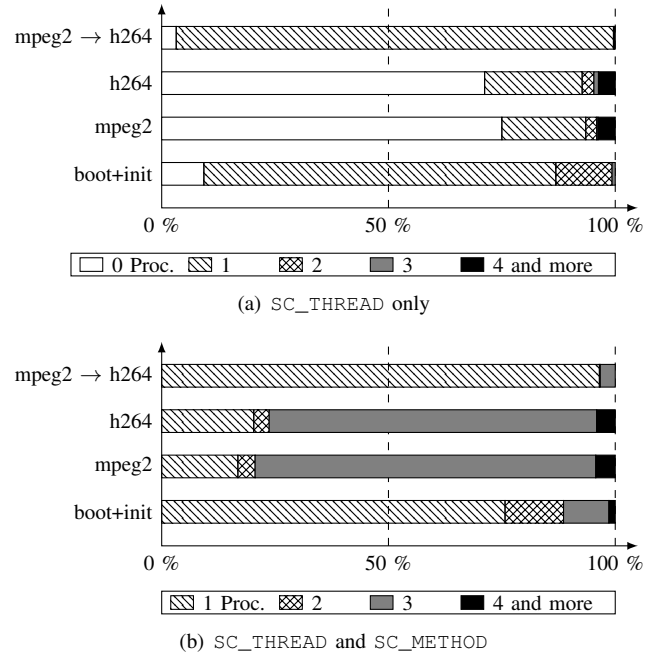 mpeg2 → h264
h264
mpeg2
boot+init
0 % 50 % 100 %
0 Proc. 1 2 3 4 and more
(a) SC_THREAD only
mpeg2 → h264
h264
mpeg2
boot+init
0 % 50 % 100 %
1 Proc. 2 3 4 and more
(b) SC_THREAD and SC_METHOD